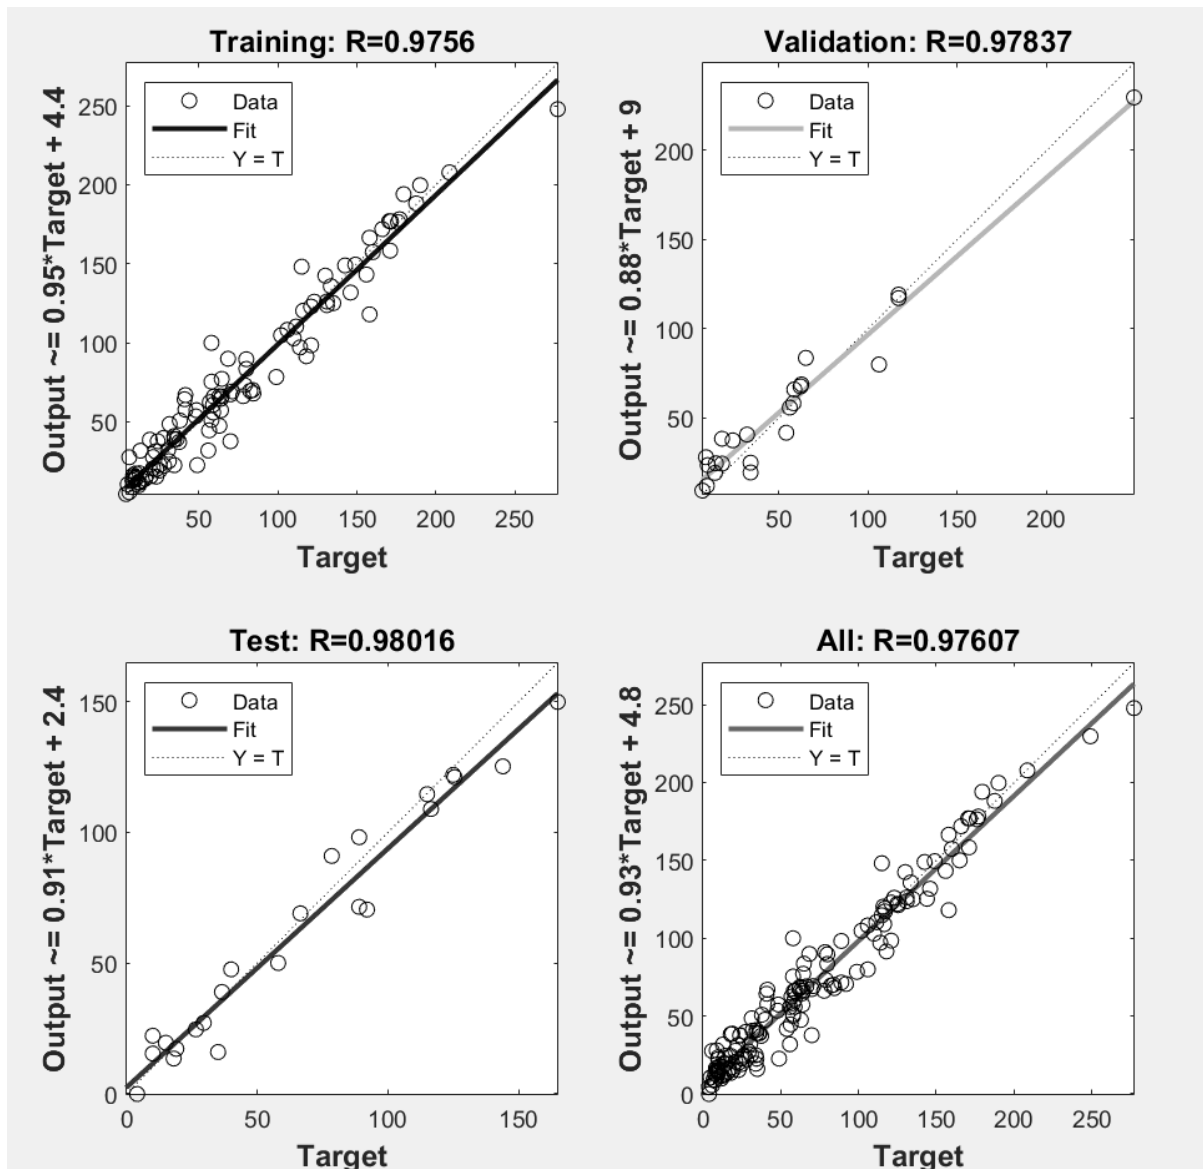 Training: R=0.9756
Output ~= 0.95*Target + 4.4
Data
Fit
Y = T
250
200
150
100
50
50 100 150 200 250
Target
Validation: R=0.97837
Output ~= 0.88*Target + 9
Data
Fit
Y = T
200
150
100
50
50 100 150 200
Target
Test: R=0.98016
Output ~= 0.91*Target + 2.4
Data
Fit
Y = T
150
100
50
0
0 50 100 150
Target
All: R=0.97607
Output ~= 0.93*Target + 4.8
Data
Fit
Y = T
250
200
150
100
50
0
0 50 100 150 200 250
Target